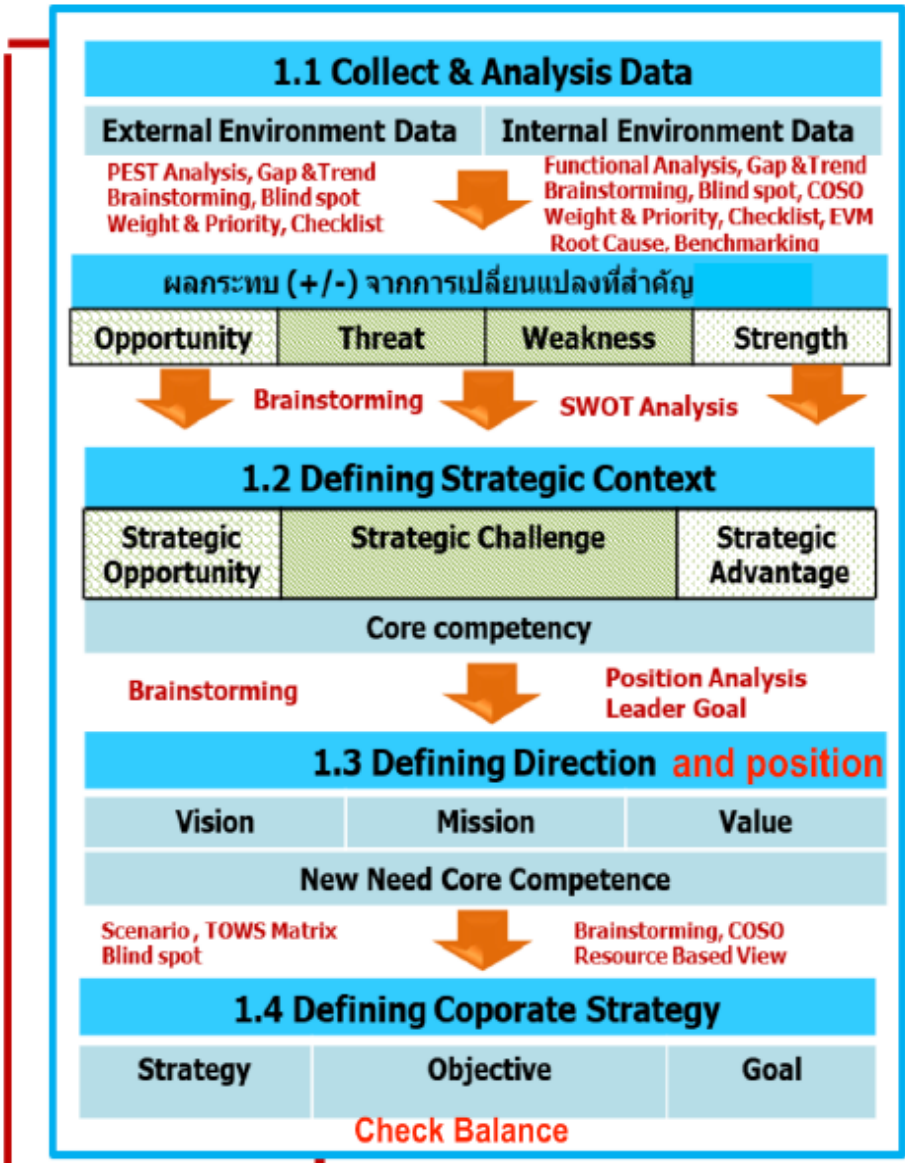 1.1 Collect & Analysis Data
External Environment Data
Internal Environment Data
PEST Analysis, Gap &Trend
Brainstorming, Blind spot
Weight & Priority, Checklist
Functional Analysis, Gap &Trend
Brainstorming, Blind spot, COSO
Weight & Priority, Checklist, EVM
Root Cause, Benchmarking
ผลกระทบ (+/-) จากการเปลี่ยนแปลงที่สำคัญ
Opportunity
Threat
Weakness
Strength
Brainstorming
SWOT Analysis
1.2 Defining Strategic Context
Strategic
Opportunity
Strategic Challenge
Strategic
Advantage
Core competency
Brainstorming
Position Analysis
Leader Goal
1.3 Defining Direction and position
Vision
Mission
Value
New Need Core Competence
Scenario , TOWS Matrix
Blind spot
Brainstorming, COSO
Resource Based View
1.4 Defining Coporate Strategy
Strategy
Objective
Goal
Check Balance